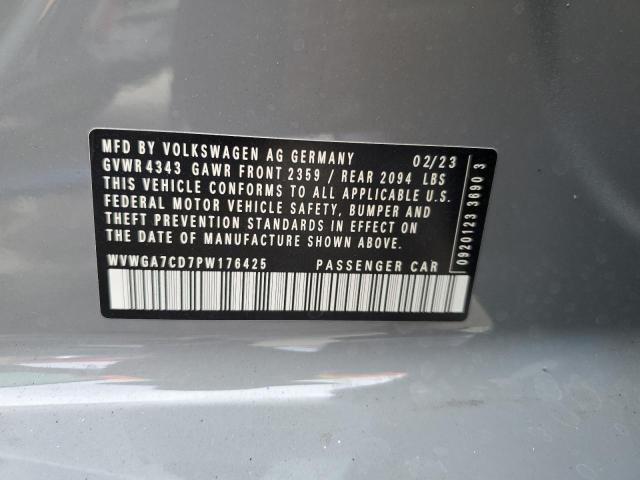 MFD BY VOLKSWAGEN AG GERMANY 02/23
GVWR 4343 GAWR FRONT 2359 / REAR 2094 LBS
THIS VEHICLE CONFORMS TO ALL APPLICABLE U.S.
FEDERAL MOTOR VEHICLE SAFETY, BUMPER AND
THEFT PREVENTION STANDARDS IN EFFECT ON
THE DATE OF MANUFACTURE SHOWN ABOVE.
WVWGA7CD7PW176425 PASSENGER CAR
0920123 3690 3